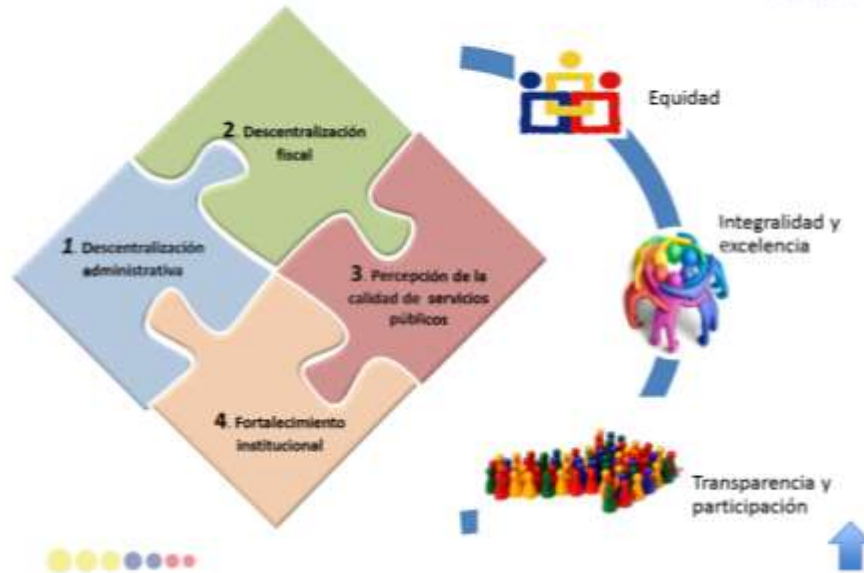 2. Descentralización
fiscal
1. Descentralización
administrativa
3. Percepción de la
calidad de servicios
públicos
4. Fortalecimiento
institucional
Equidad
Integralidad y
excelencia
Transparencia y
participación